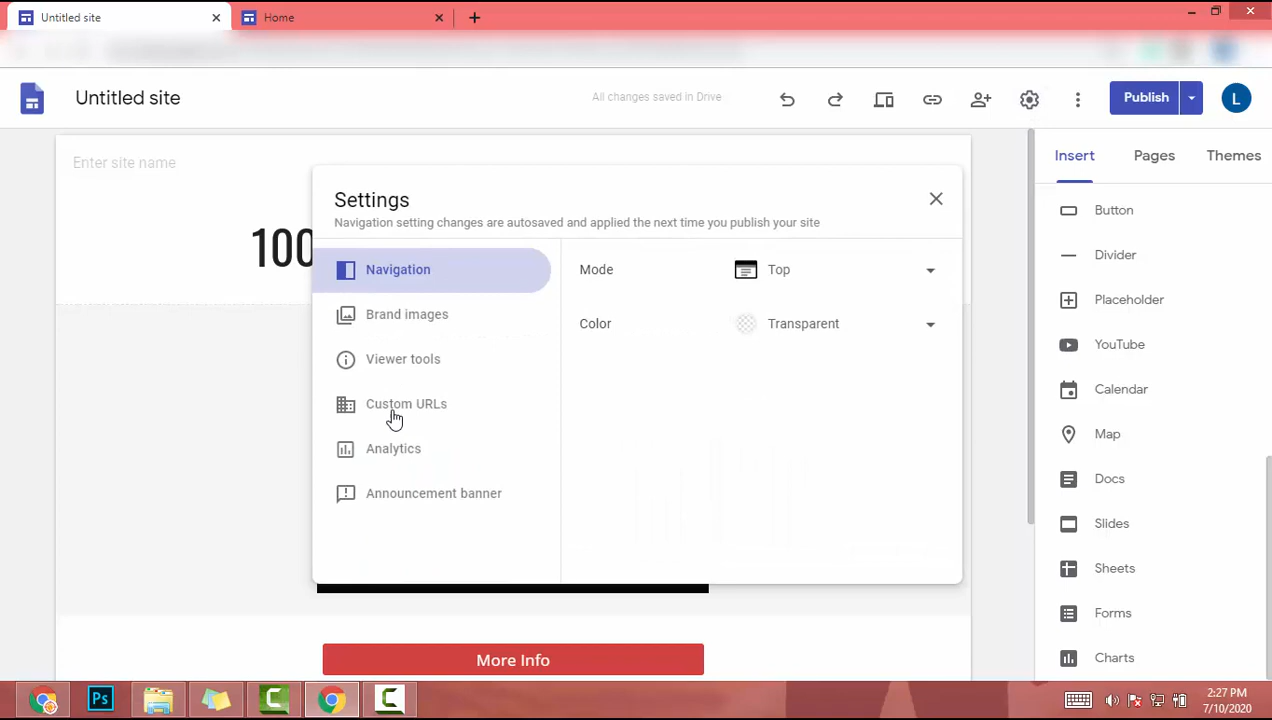 Untitled site
Home
Untitled site
All changes saved in Drive
Publish
L
Enter site name
100
Settings
Navigation setting changes are autosaved and applied the next time you publish your site
Navigation
Brand images
Viewer tools
Custom URLs
Analytics
Announcement banner
Mode
Top
Color
Transparent
More Info
Insert
Pages
Themes
Button
Divider
Placeholder
YouTube
Calendar
Map
Docs
Slides
Sheets
Forms
Charts
Ps
C
C
2:27 PM
7/10/2020